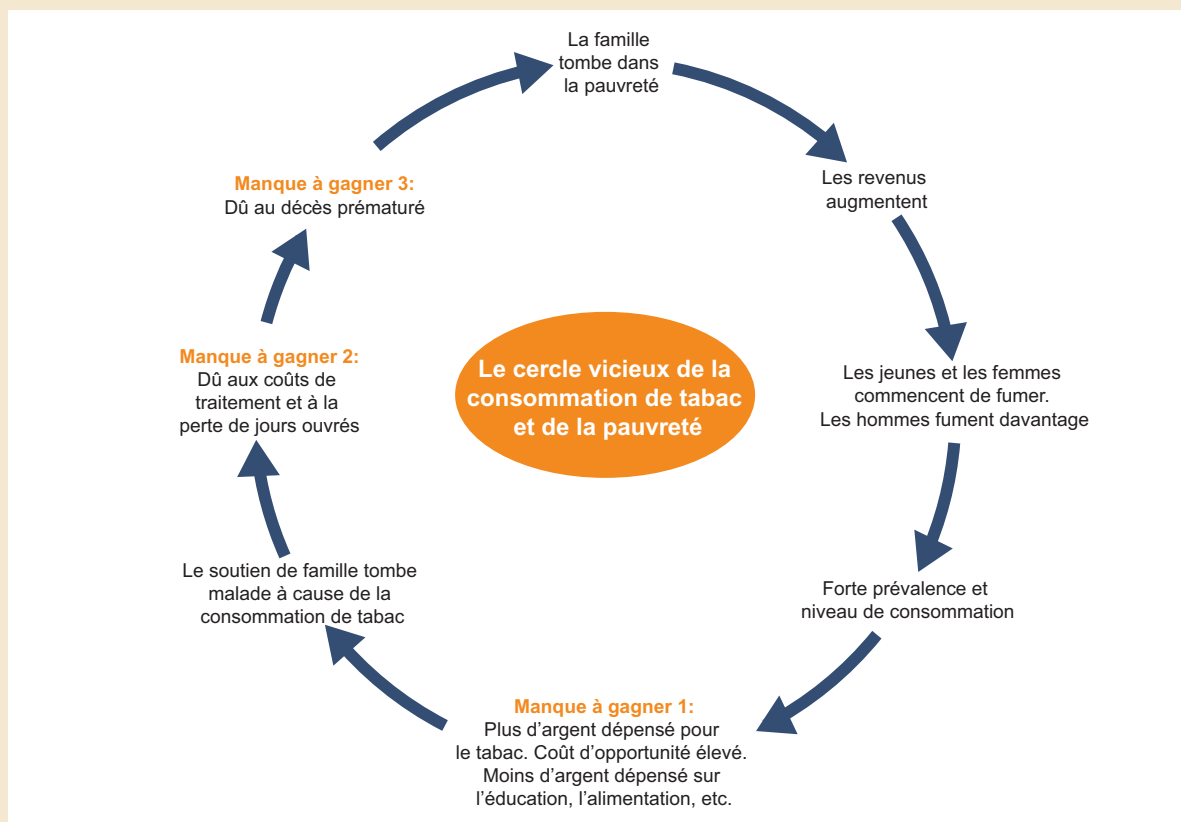 La famille
tombe dans
la pauvreté
Les revenus
augmentent
Les jeunes et les femmes
commencent de fumer.
Les hommes fument davantage
Forte prévalence et
niveau de consommation
Manque à gagner 1:
Plus d’argent dépensé pour
le tabac. Coût d’opportunité élevé.
Moins d’argent dépensé sur
l’éducation, l’alimentation, etc.
Le soutien de famille tombe
malade à cause de la
consommation de tabac
Manque à gagner 2:
Dû aux coûts de
traitement et à la
perte de jours ouvrés
Manque à gagner 3:
Dû au décès prématuré
Le cercle vicieux de la
consommation de tabac
et de la pauvreté